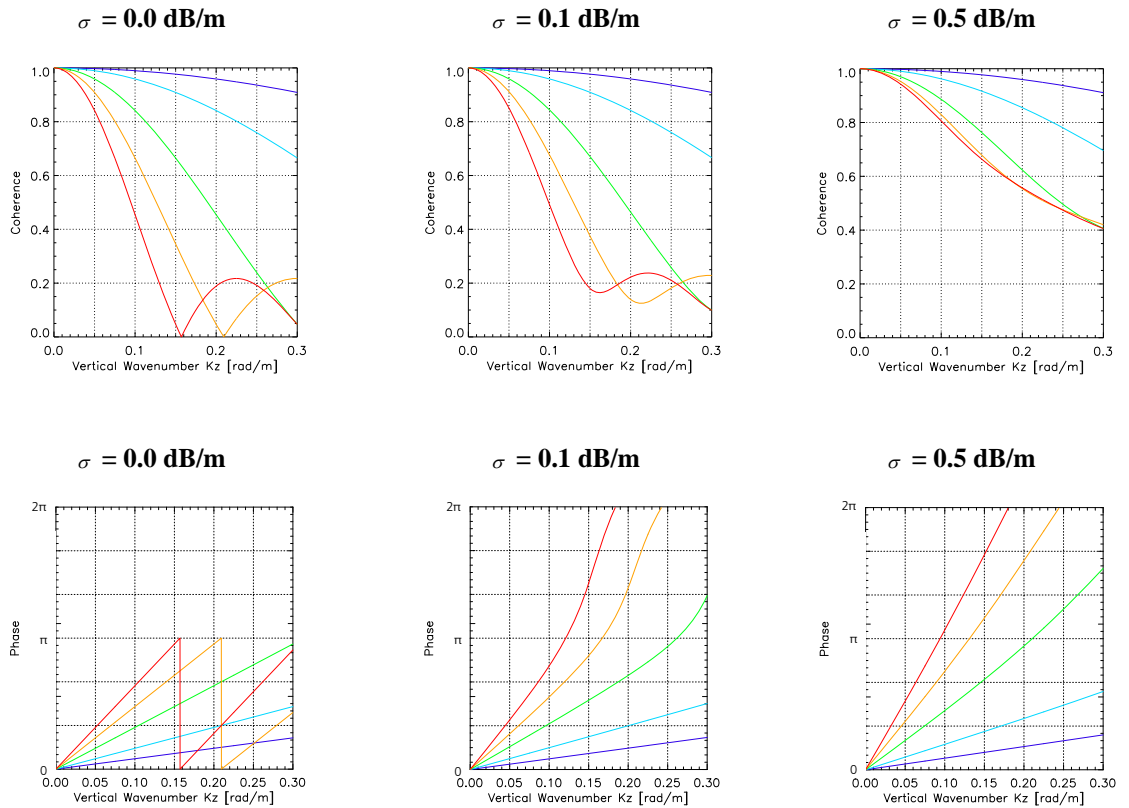 σ = 0.0 dB/m
σ = 0.1 dB/m
σ = 0.5 dB/m
1.0
0.8
0.6
0.4
0.2
0.0
Coherence
0.0 0.1 0.2 0.3
Vertical Wavenumber Kz [rad/m]
1.0
0.8
0.6
0.4
0.2
0.0
Coherence
0.0 0.1 0.2 0.3
Vertical Wavenumber Kz [rad/m]
1.0
0.8
0.6
0.4
0.2
0.0
Coherence
0.0 0.1 0.2 0.3
Vertical Wavenumber Kz [rad/m]
σ = 0.0 dB/m
σ = 0.1 dB/m
σ = 0.5 dB/m
2π
π
0
Phase
0.00 0.05 0.10 0.15 0.20 0.25 0.30
Vertical Wavenumber Kz [rad/m]
2π
π
0
Phase
0.00 0.05 0.10 0.15 0.20 0.25 0.30
Vertical Wavenumber Kz [rad/m]
2π
π
0
Phase
0.00 0.05 0.10 0.15 0.20 0.25 0.30
Vertical Wavenumber Kz [rad/m]